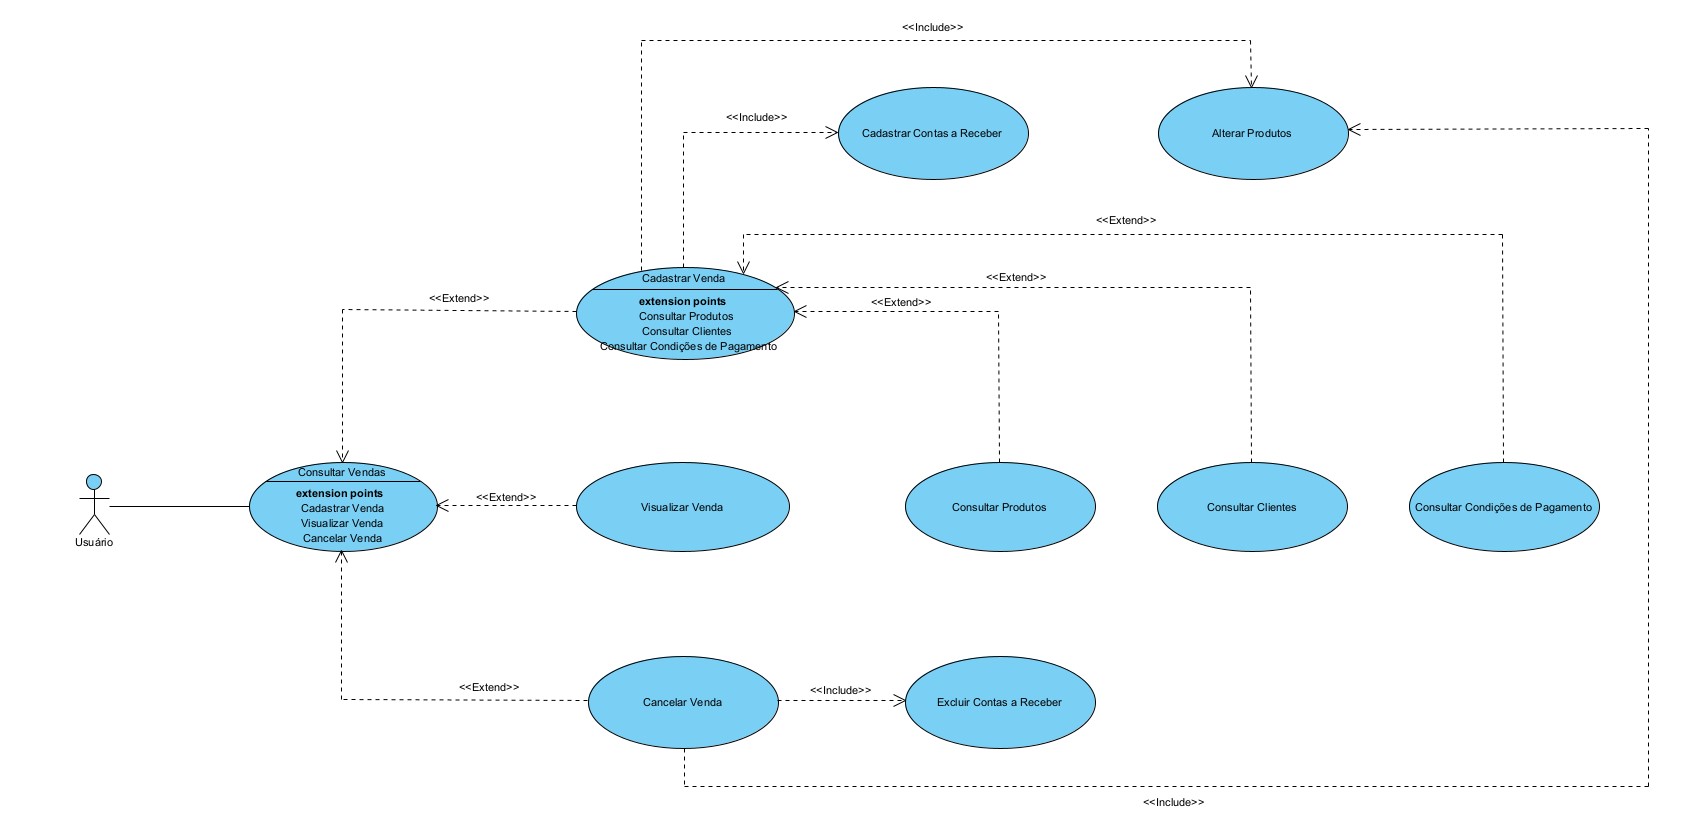 <<Include>>
<<Include>>
Cadastrar Contas a Receber
Alterar Produtos
<<Extend>>
<<Extend>>
<<Extend>>
<<Extend>>
Cadastrar Venda
extension points
Consultar Produtos
Consultar Clientes
Consultar Condições de Pagamento
Consultar Vendas
extension points
Cadastrar Venda
Visualizar Venda
Cancelar Venda
<<Extend>>
Visualizar Venda
Consultar Produtos
Consultar Clientes
Consultar Condições de Pagamento
Usuário
<<Extend>>
Cancelar Venda
<<Include>>
Excluir Contas a Receber
<<Include>>